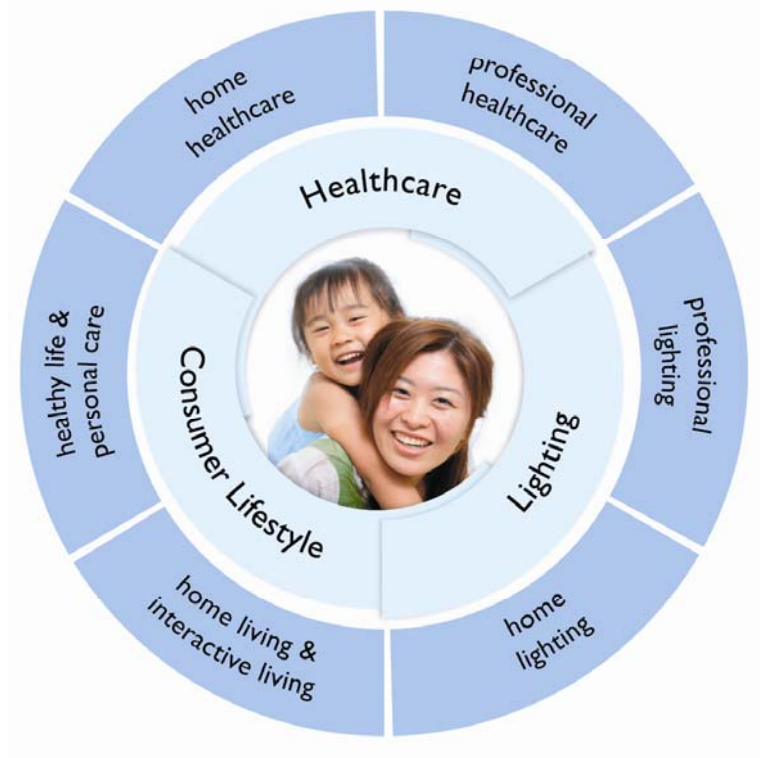 home
healthcare
professional
healthcare
Healthcare
healthy life &
personal care
professional
lighting
Consumer Lifestyle
Lighting
home living &
interactive living
home
lighting